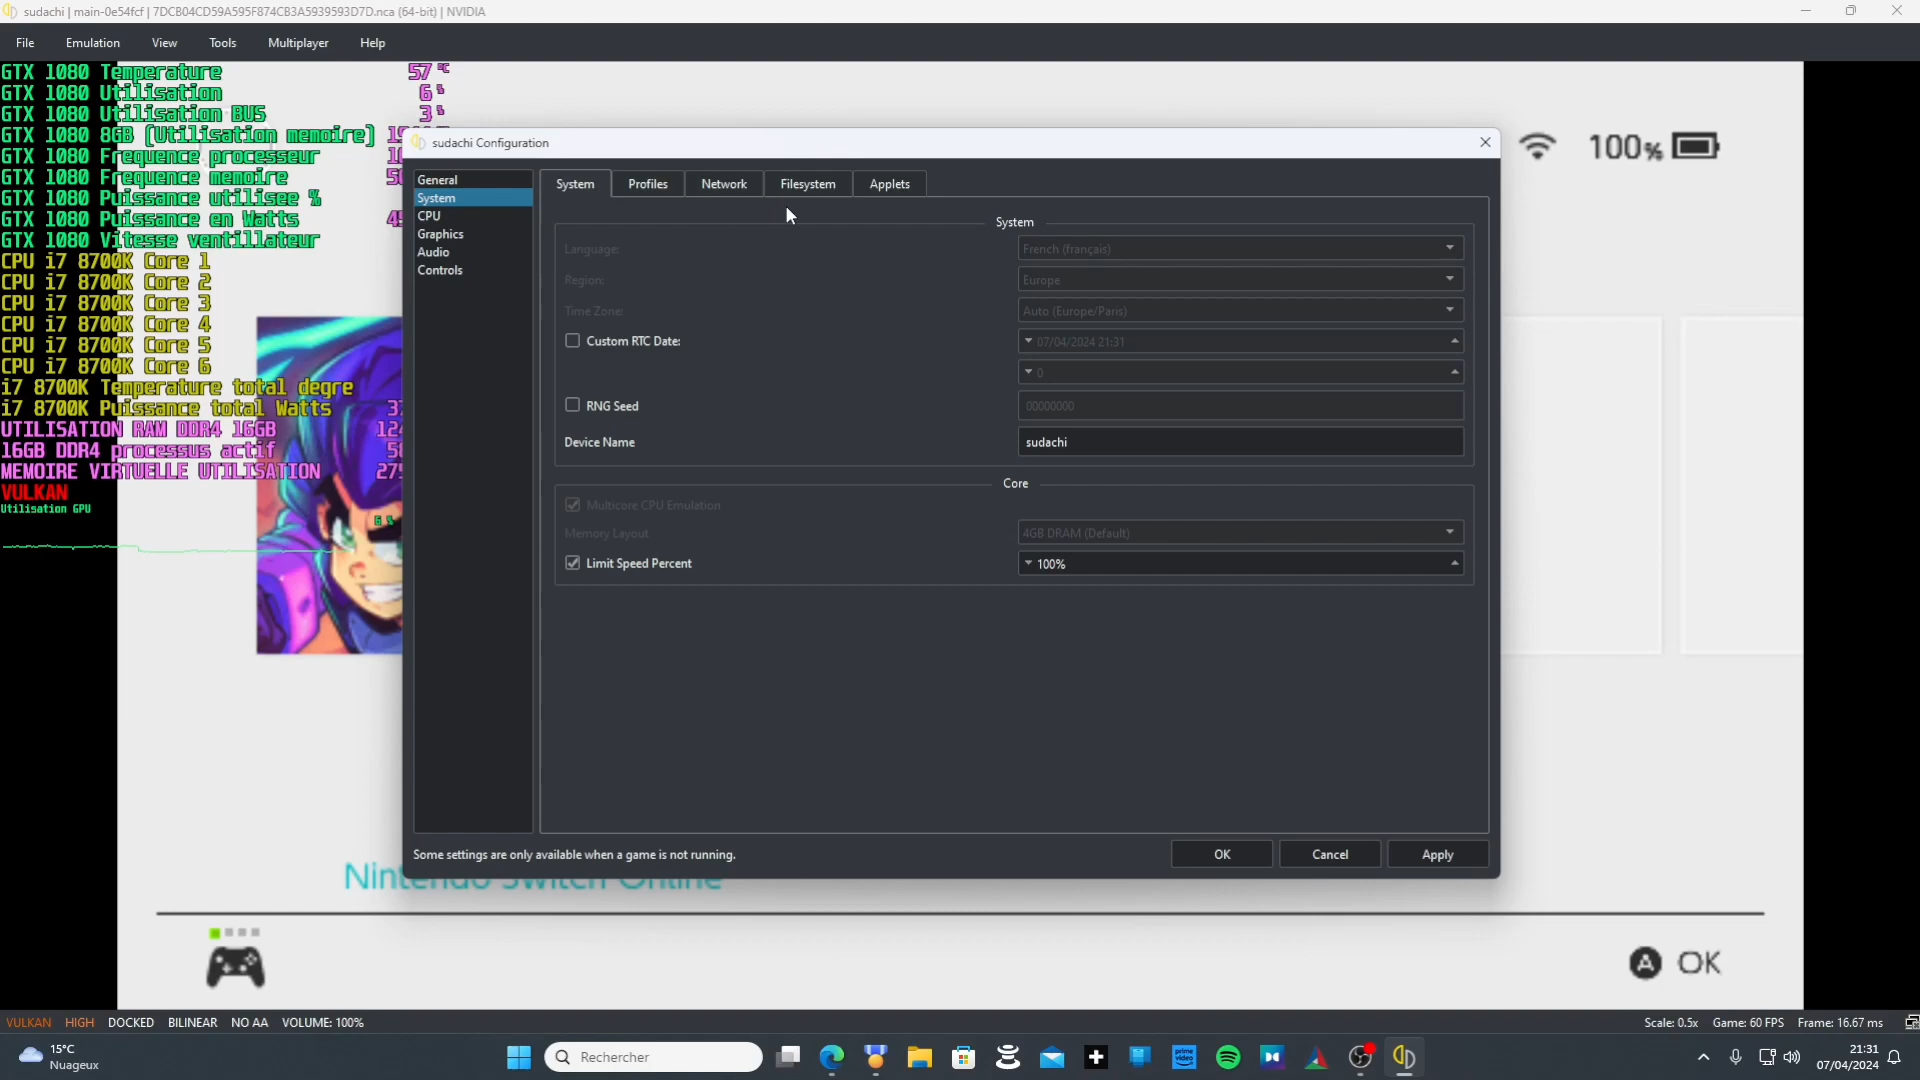 sudachi | main-0e54fcf | 7DCB04CD59A595F874CB3A5939593D7D.nca (64-bit) | NVIDIA
File Emulation View Tools Multiplayer Help
GTX 1080 Temperature 57 °C
GTX 1080 Utilisation 6 %
GTX 1080 Utilisation BUS 3 %
GTX 1080 8GB (Utilisation memoire)
GTX 1080 Frequence processeur
GTX 1080 Frequence memoire
GTX 1080 Puissance utilisee %
GTX 1080 Puissance en Watts
GTX 1080 Vitesse ventillateur
CPU i7 8700K Core 1
CPU i7 8700K Core 2
CPU i7 8700K Core 3
CPU i7 8700K Core 4
CPU i7 8700K Core 5
CPU i7 8700K Core 6
i7 8700K Temperature total degre
i7 8700K Puissance total Watts
UTILISATION RAM DDR4 16GB
16GB DDR4 processus actif
MEMOIRE VIRTUELLE UTILISATION
VULKAN
Utilisation GPU
6 %
100%
sudachi Configuration
General
System
CPU
Graphics
Audio
Controls
System Profiles Network Filesystem Applets
System
Language: French (français)
Region: Europe
Time Zone: Auto (Europe/Paris)
Custom RTC Date: 07/04/2024 21:31
0
RNG Seed 00000000
Device Name sudachi
Core
Multicore CPU Emulation
Memory Layout 4GB DRAM (Default)
Limit Speed Percent 100%
Some settings are only available when a game is not running.
OK Cancel Apply
Nintendo Switch Online
A OK
VULKAN HIGH DOCKED BILINEAR NO AA VOLUME: 100%
Scale: 0.5x Game: 60 FPS Frame: 16.67 ms
15°C
Nuageux
Rechercher
prime video
21:31
07/04/2024